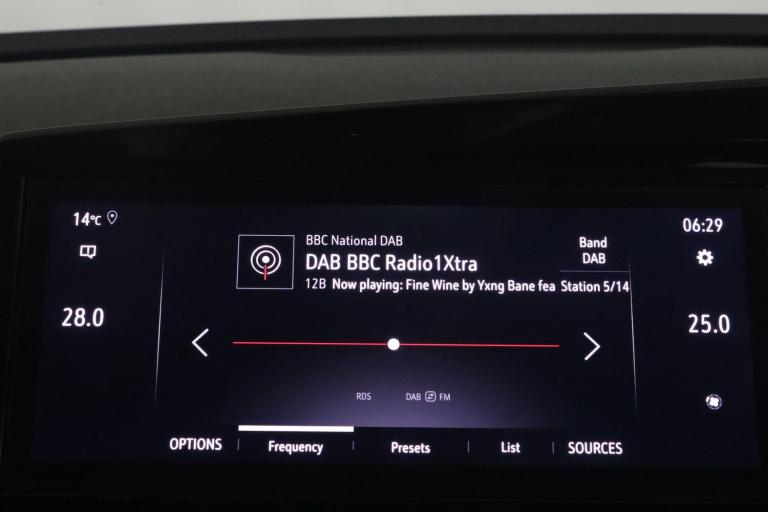 14°C
06:29
BBC National DAB
DAB BBC Radio1Xtra
12B Now playing: Fine Wine by Yxng Bane fea Station 5/14
Band
DAB
28.0
25.0
RDS
DAB FM
OPTIONS
Frequency
Presets
List
SOURCES